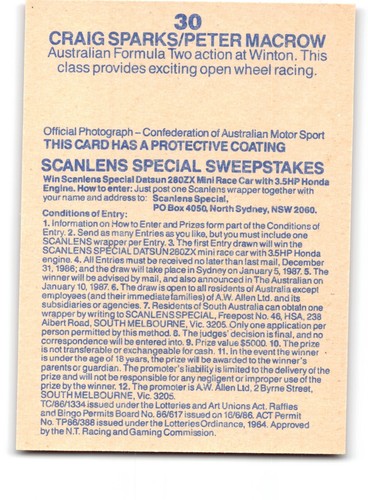 30
CRAIG SPARKS/PETER MACROW
Australian Formula Two action at Winton. This
class provides exciting open wheel racing.
Official Photograph – Confederation of Australian Motor Sport
THIS CARD HAS A PROTECTIVE COATING
SCANLENS SPECIAL SWEEPSTAKES
Win Scanlens Special Datsun 280ZX Mini Race Car with 3.5HP Honda
Engine. How to enter: Just post one Scanlens wrapper together with
your name and address to: Scanlens Special,
PO Box 4050, North Sydney, NSW 2060.
Conditions of Entry:
1. Information on How to Enter and Prizes form part of the Conditions of
Entry. 2. Send as many Entries as you like, but you must include one
SCANLENS wrapper per Entry. 3. The first Entry drawn will win the
SCANLENS SPECIAL DATSUN 280ZX mini race car with 3.5HP Honda
engine. 4. All Entries must be received no later than last mail, December
31, 1986; and the draw will take place in Sydney on January 5, 1987. 5. The
winner will be advised by mail, and also announced in The Australian on
January 10, 1987. 6. The draw is open to all residents of Australia except
employees (and their immediate families) of A.W. Allen Ltd. and its
subsidiaries or agencies. 7. Residents of South Australia can obtain one
wrapper by writing to SCANLENS SPECIAL, Freepost No. 46, HSA, 238
Albert Road, SOUTH MELBOURNE, Vic. 3205. Only one application per
person permitted by this method. 8. The judges' decision is final, and no
correspondence will be entered into. 9. Prize value $5000. 10. The prize
is not transferable or exchangeable for cash. 11. In the event the winner
is under the age of 18 years, the prize will be awarded to the winner's
parents or guardian. The promoter's liability is limited to the delivery of the
prize and will not be responsible for any negligent or improper use of the
prize by the winner. 12. The promoter is A.W. Allen Ltd, 2 Byrne Street,
SOUTH MELBOURNE, Vic. 3205.
TC/86/1334 issued under the Lotteries and Art Unions Act, Raffles
and Bingo Permits Board No. 86/617 issued on 16/6/86. ACT Permit No.
TP86/388 issued under the Lotteries Ordinance, 1964. Approved
by the N.T. Racing and Gaming Commission.